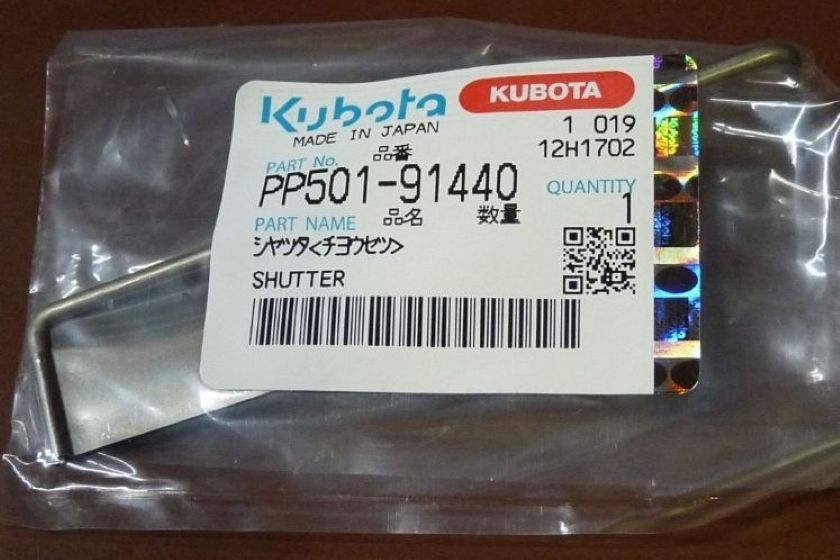 Kubota
KUBOTA
MADE IN JAPAN
1 019
12H1702
PART No. 品番
PP501-91440
QUANTITY
1
PART NAME 品名 数量
シヤツタ<チヨウセツ>
SHUTTER